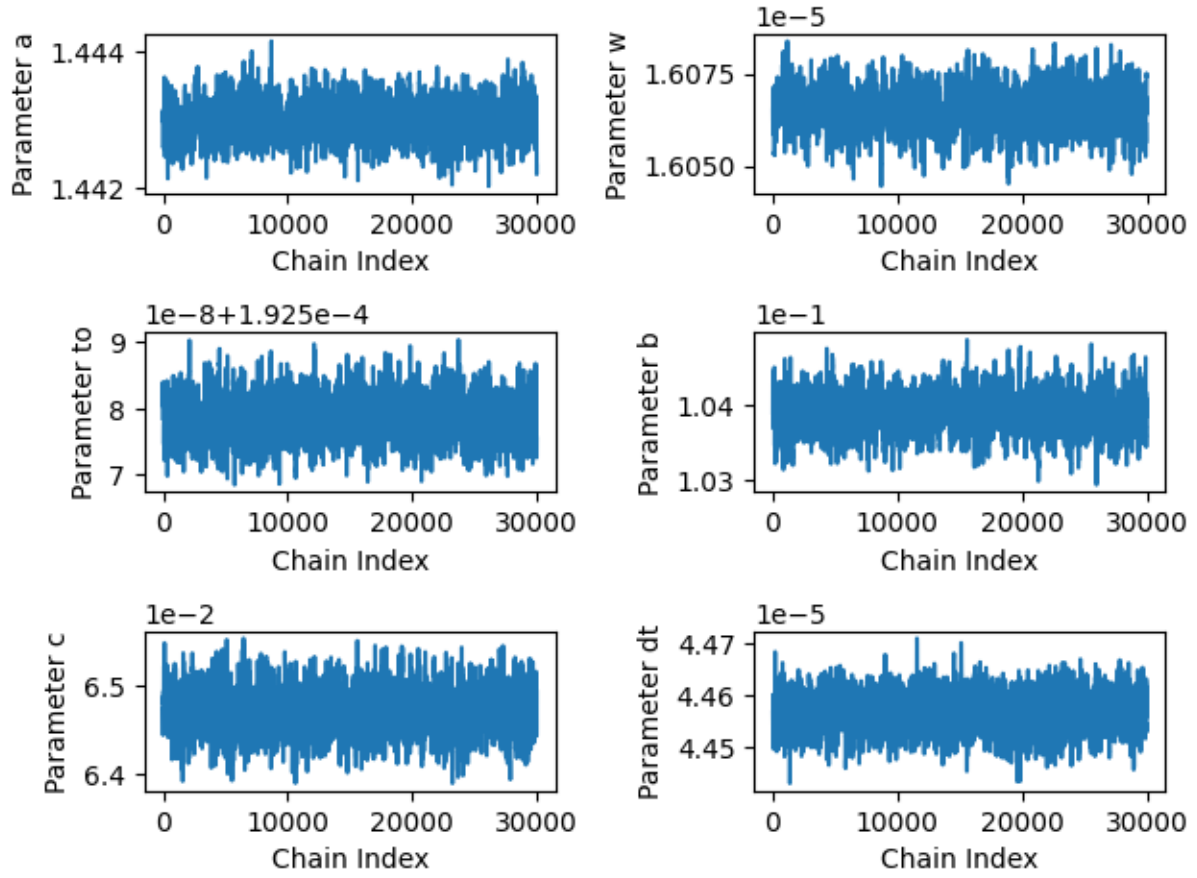 Parameter a
1.444
1.442
0 10000 20000 30000
Chain Index
1e−5
Parameter w
1.6075
1.6050
0 10000 20000 30000
Chain Index
1e−8+1.925e−4
Parameter to
9
8
7
0 10000 20000 30000
Chain Index
1e−1
Parameter b
1.04
1.03
0 10000 20000 30000
Chain Index
1e−2
Parameter c
6.5
6.4
0 10000 20000 30000
Chain Index
1e−5
Parameter dt
4.47
4.46
4.45
0 10000 20000 30000
Chain Index